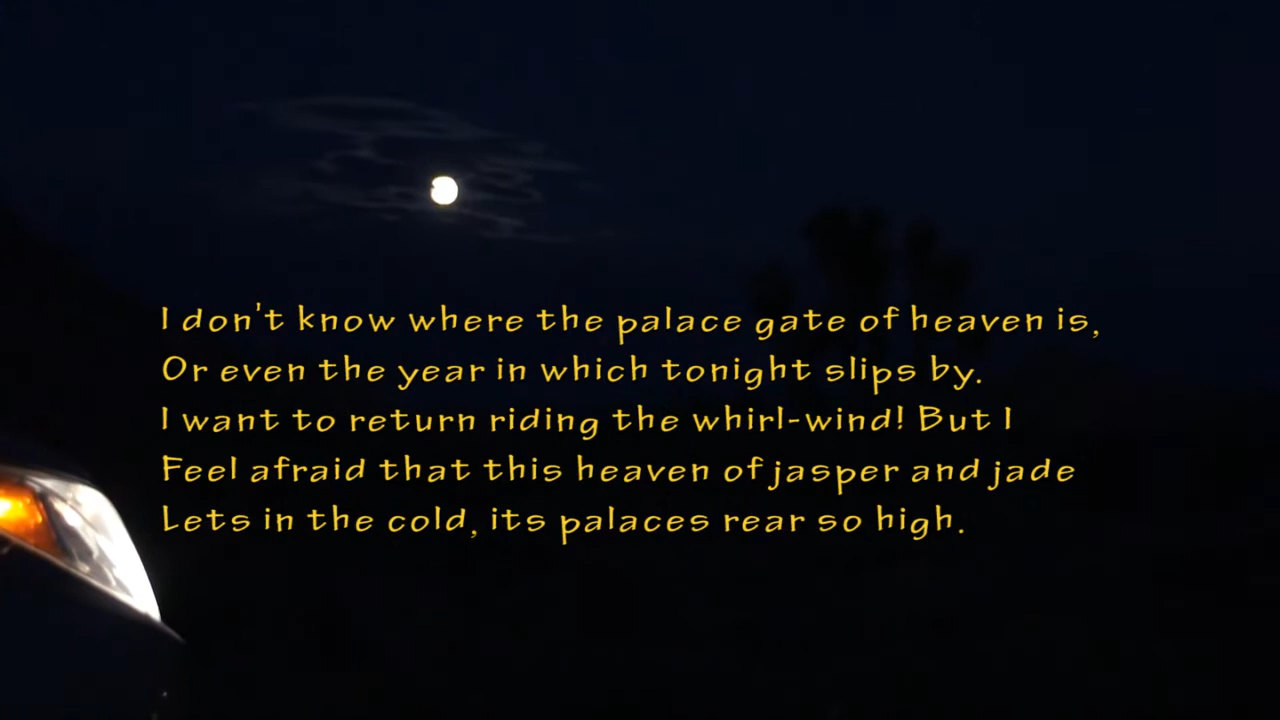 I don't know where the palace gate of heaven is,
Or even the year in which tonight slips by.
I want to return riding the whirl-wind! But I
Feel afraid that this heaven of jasper and jade
Lets in the cold, its palaces rear so high.